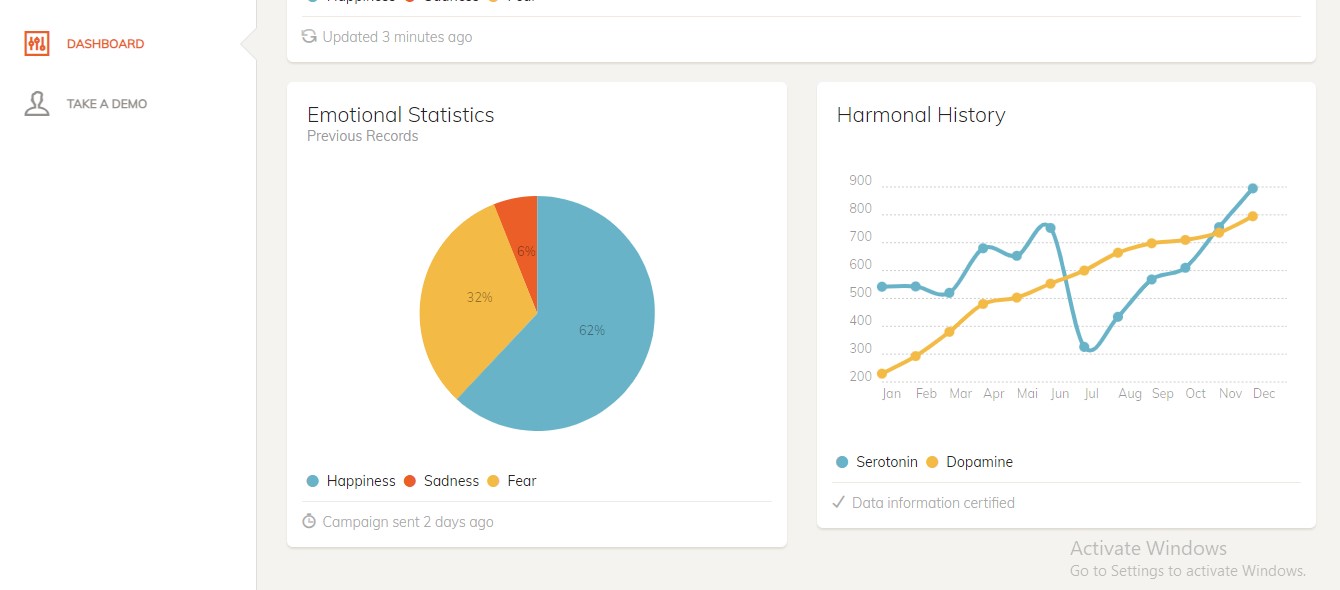 Happiness Sadness Fear
Updated 3 minutes ago
DASHBOARD
TAKE A DEMO
Emotional Statistics
Previous Records
6%
32%
62%
Happiness Sadness Fear
Campaign sent 2 days ago
Harmonal History
900
800
700
600
500
400
300
200
Jan Feb Mar Apr Mai Jun Jul Aug Sep Oct Nov Dec
Serotonin Dopamine
Data information certified
Activate Windows
Go to Settings to activate Windows.